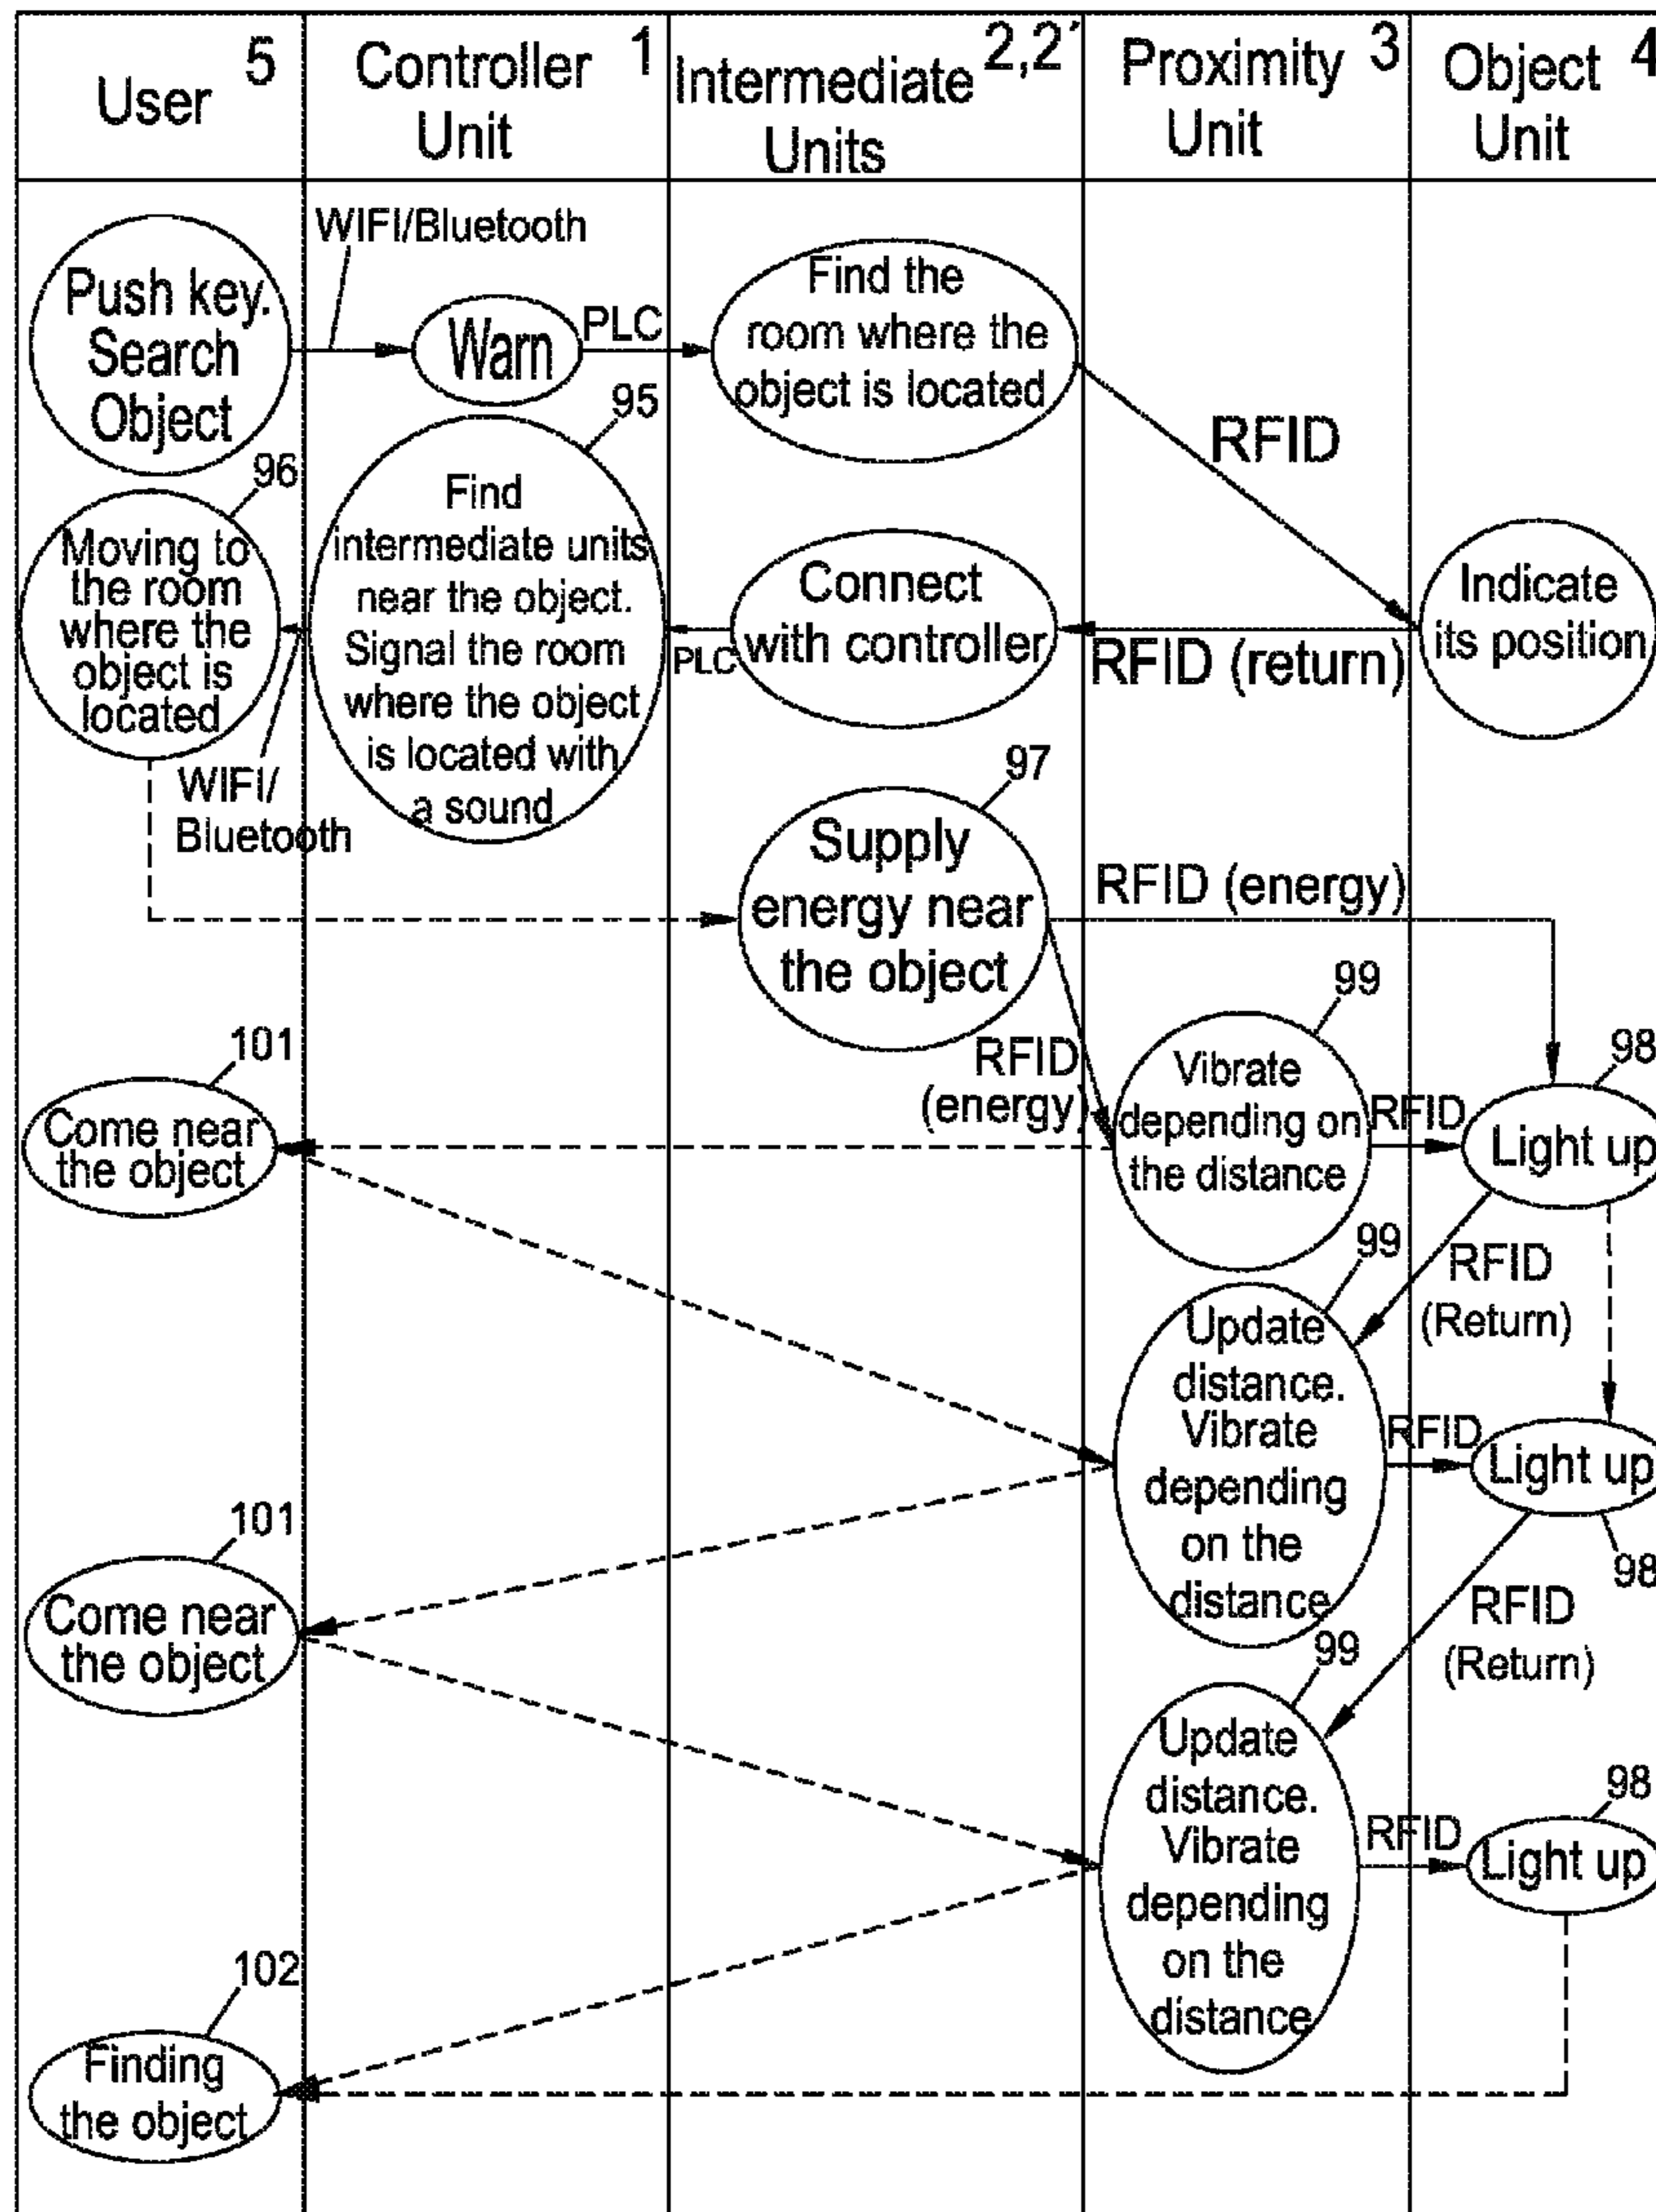 User 5
Controller 1
Unit
Intermediate 2,2´
Units
Proximity 3
Unit
Object 4
Unit
WIFI/Bluetooth
Push key.
Search
Object
Warn
PLC
Find the
room where the
object is located
RFID
95
96
Moving to
the room
where the
object is
located
Find
intermediate units
near the object.
Signal the room
where the object
is located with
a sound
PLC
Connect
with controller
RFID (return)
Indicate
its position
WIFI/
Bluetooth
97
Supply
energy near
the object
RFID (energy)
RFID
(energy)
99
Vibrate
depending on
the distance
RFID
98
Light up
101
Come near
the object
RFID
(Return)
99
Update
distance.
Vibrate
depending
on the
distance
RFID
Light up
98
101
Come near
the object
RFID
(Return)
99
Update
distance.
Vibrate
depending
on the
distance
RFID
98
Light up
102
Finding
the object